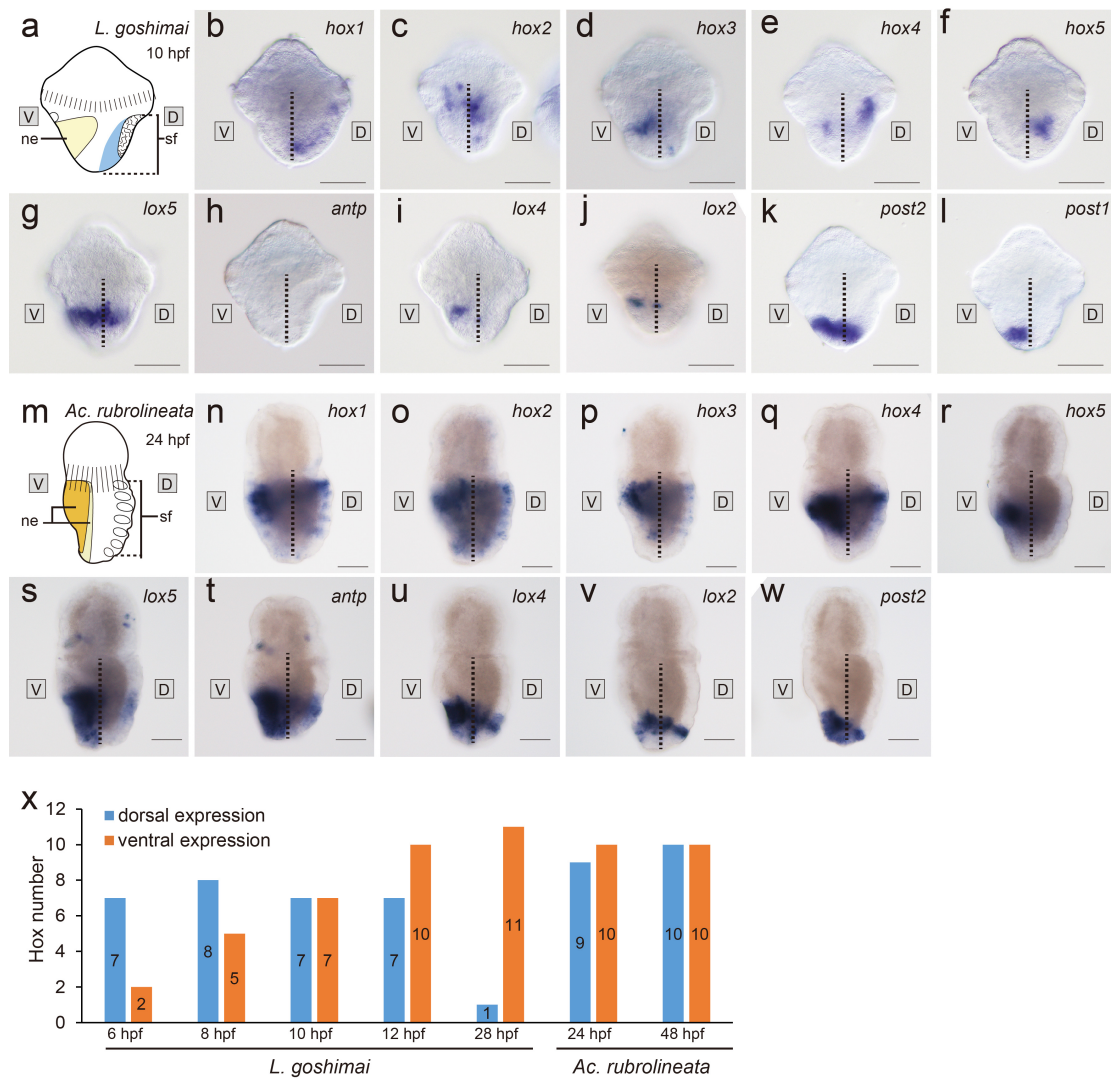 a L. goshimai
10 hpf
V D
ne sf
b hox1
V D
c hox2
V D
d hox3
V D
e hox4
V D
f hox5
V D
g lox5
V D
h antp
V D
i lox4
V D
j lox2
V D
k post2
V D
l post1
V D
m Ac. rubrolineata
24 hpf
V D
ne sf
n hox1
V D
o hox2
V D
p hox3
V D
q hox4
V D
r hox5
V D
s lox5
V D
t antp
V D
u lox4
V D
v lox2
V D
w post2
V D
x
Hox number
12
10
8
6
4
2
0
dorsal expression
ventral expression
7 2 8 5 7 7 7 10 1 11 9 10 10 10
6 hpf 8 hpf 10 hpf 12 hpf 28 hpf 24 hpf 48 hpf
L. goshimai Ac. rubrolineata